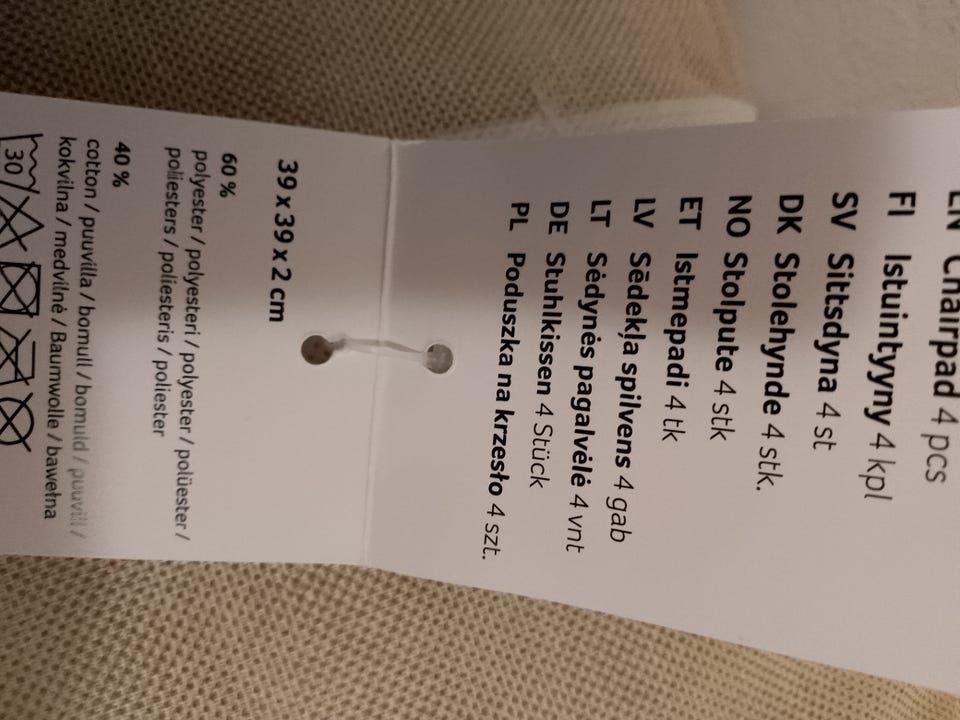 EN Chairpad 4 pcs
FI Istuintyyny 4 kpl
SV Sittsdyna 4 st
DK Stolehynde 4 stk.
NO Stolpute 4 stk
ET Istmepadi 4 tk
LV Sēdekļa spilvens 4 gab
LT Sėdynės pagalvėlė 4 vnt
DE Stuhlkissen 4 Stück
PL Poduszka na krzesło 4 szt.
39 x 39 x 2 cm
60 %
polyester / polyesteri / polyester / polüester /
poliesters / poliesteris / poliester
40 %
cotton / puuvilla / bomull / bomuld / puuvill /
kokvilna / medvilnė / Baumwolle / bawełna
30